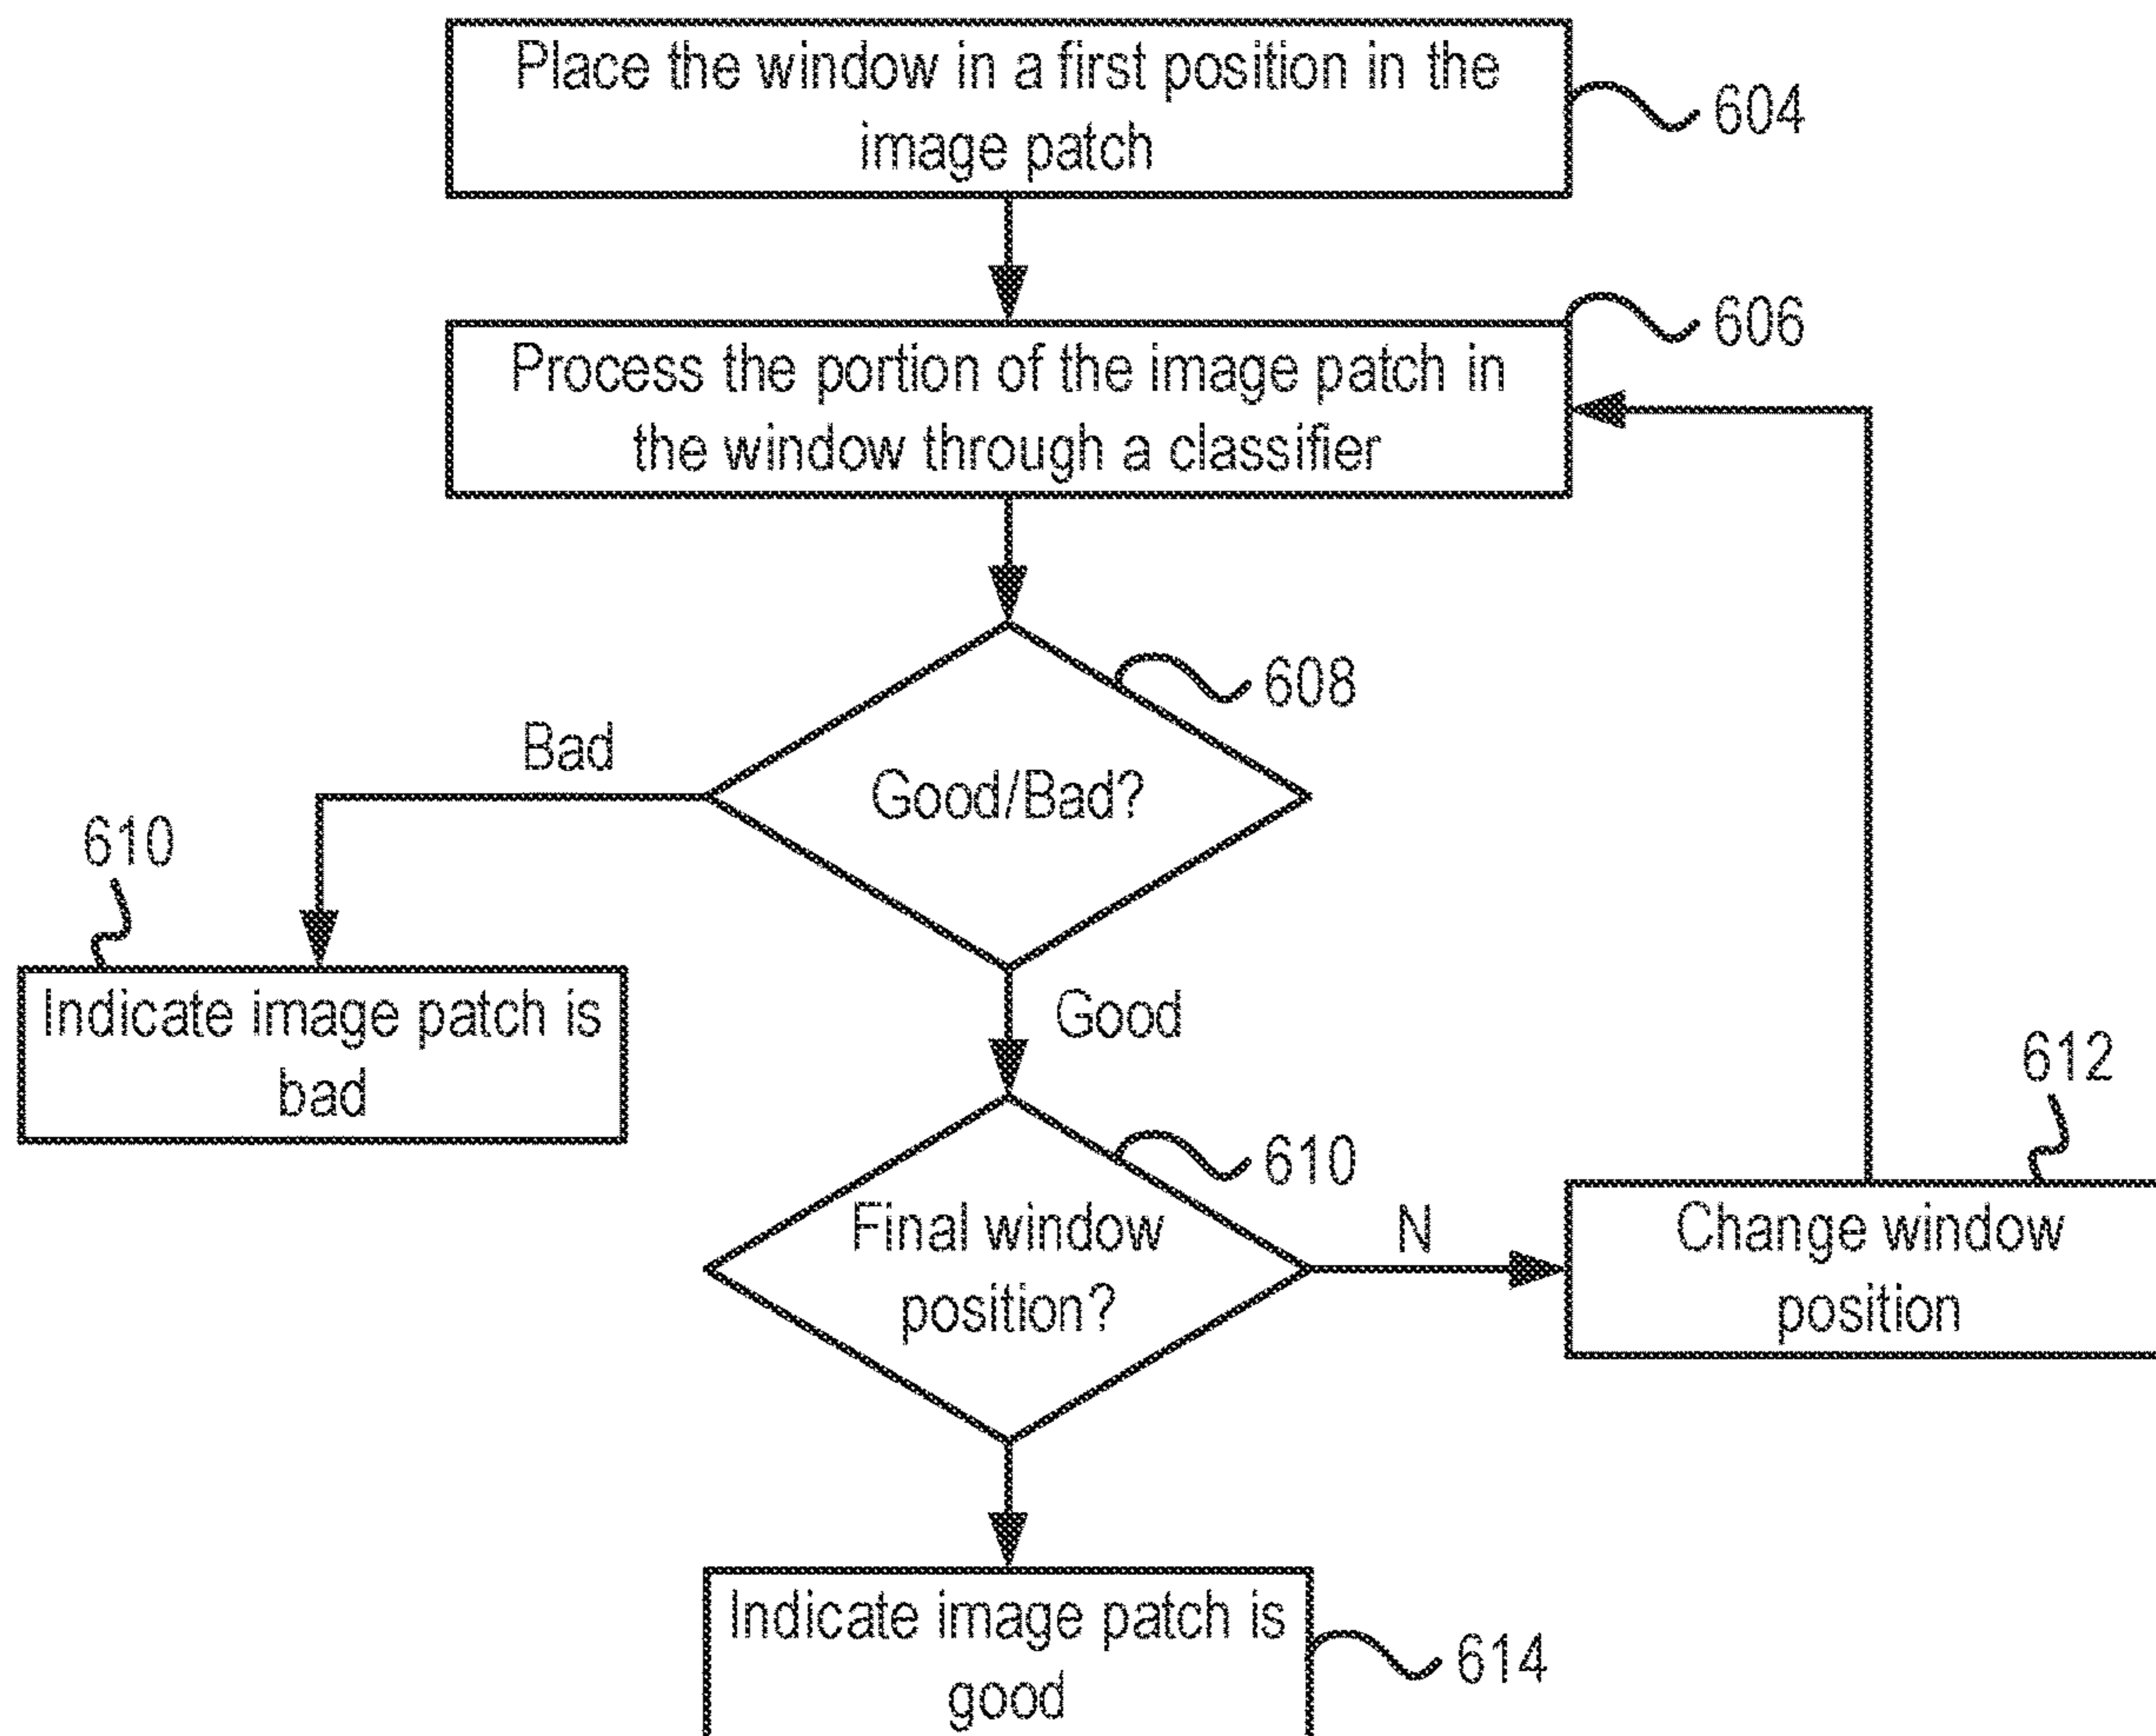 Place the window in a first position in the
image patch
604
606
Process the portion of the image patch in
the window through a classifier
608
Bad
Good/Bad?
610
Indicate image patch is
bad
Good
612
610
Final window
position?
N
Change window
position
Indicate image patch is
good
614